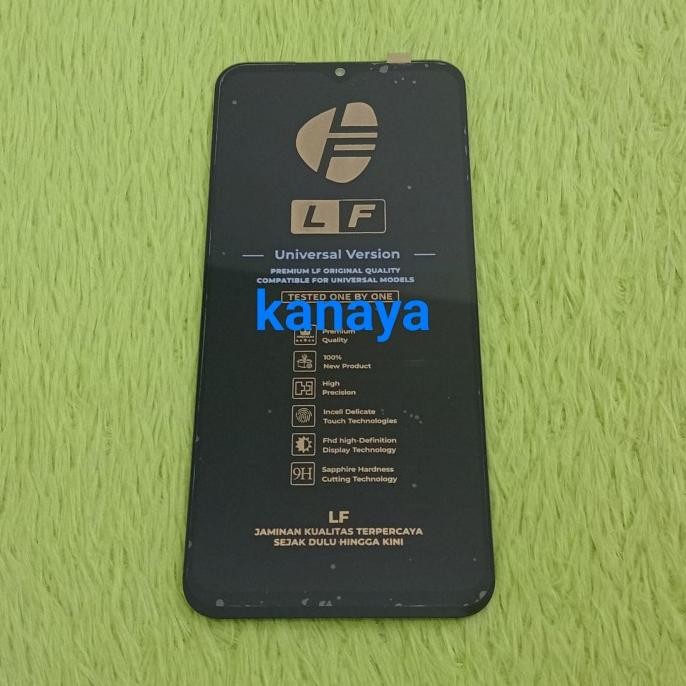 LF
Universal Version
PREMIUM LF ORIGINAL QUALITY
COMPATIBLE FOR UNIVERSAL MODELS
TESTED ONE BY ONE
kanaya
Premium
Quality
100%
New Product
High
Precision
Incell Delicate
Touch Technologies
Fhd high-Definition
Display Technology
9H
Sapphire Hardness
Cutting Technology
LF
JAMINAN KUALITAS TERPERCAYA
SEJAK DULU HINGGA KINI